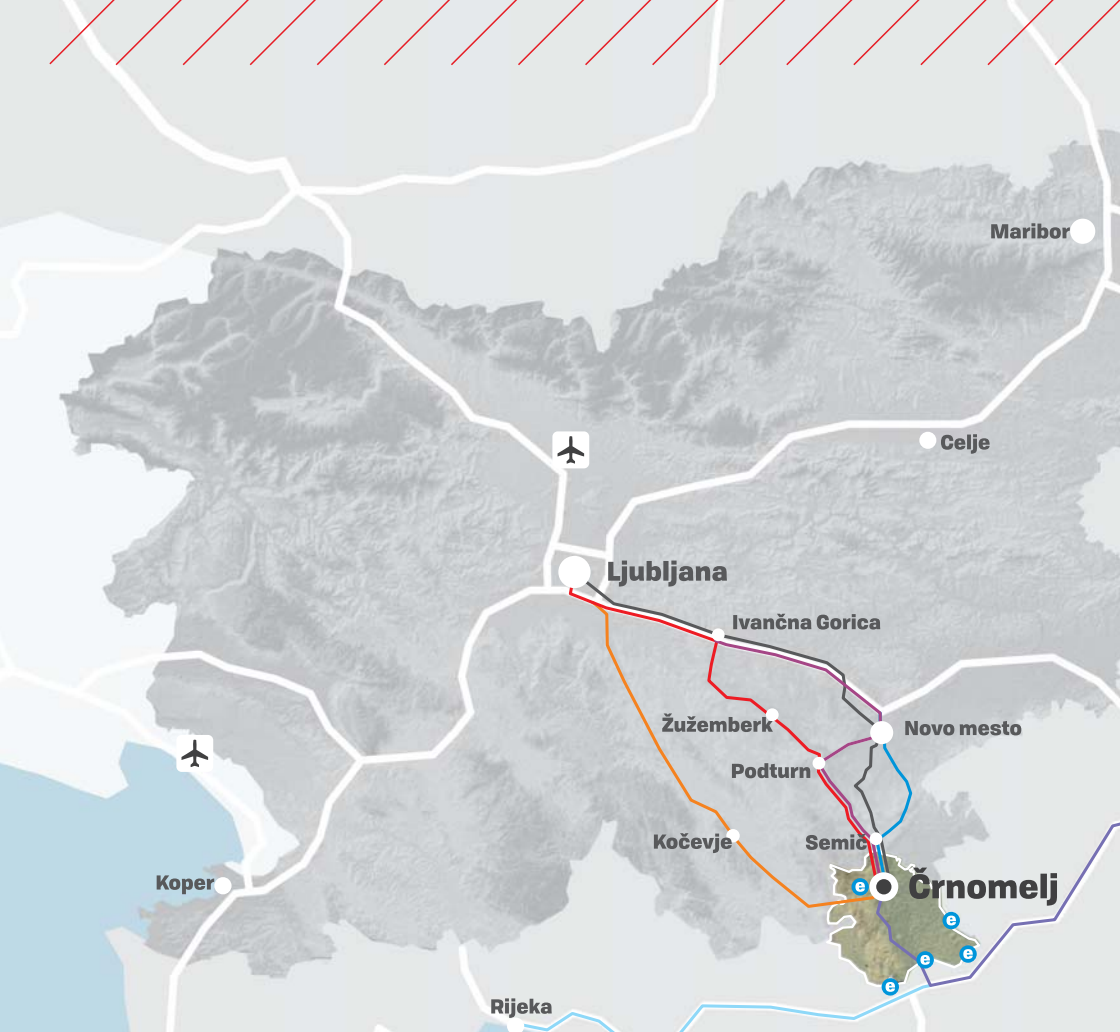 Maribor
Celje
Ljubljana
Ivančna Gorica
Žužemberk
Novo mesto
Podturn
Kočevje
Semič
Koper
e
Črnomelj
e
e
e
e
Rijeka